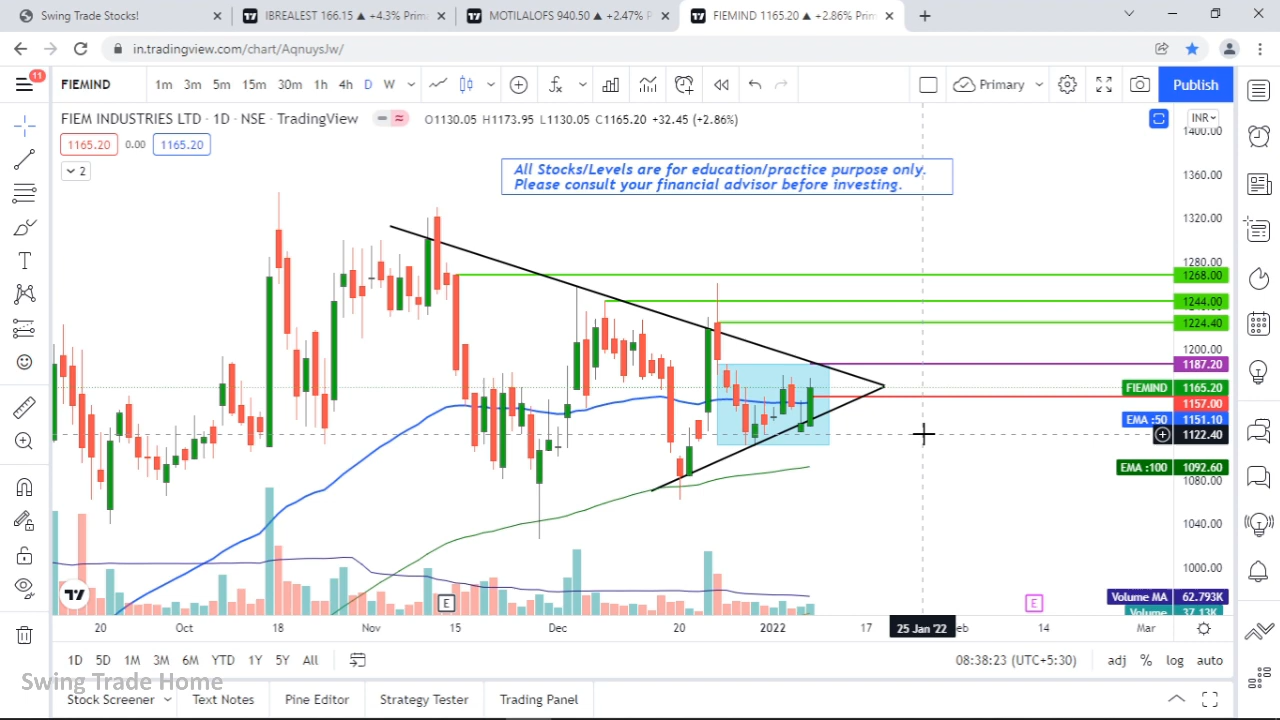 Swing Trade Stocks!
IBREALEST 166.15 ▲ +4.3% Prim
MOTILALOFS 940.50 ▲ +2.47% P
FIEMIND 1165.20 ▲ +2.86% Prim
in.tradingview.com/chart/AqnuysJw/
11
FIEMIND
1m 3m 5m 15m 30m 1h 4h D W
Primary
Publish
FIEM INDUSTRIES LTD · 1D · NSE · TradingView
O1130.05 H1173.95 L1130.05 C1165.20 +32.45 (+2.86%)
INR
1165.20 0.00 1165.20
2
All Stocks/Levels are for education/practice purpose only.
Please consult your financial advisor before investing.
1400.00
1360.00
1320.00
1280.00
1268.00
1244.00
1224.40
1200.00
1187.20
FIEMIND 1165.20
1157.00
EMA :50 1151.10
1122.40
EMA :100 1092.60
1080.00
1040.00
1000.00
Volume MA 62.793K
Volume 37.13K
E
E
20 Oct 18 Nov 15 Dec 20 2022 17 25 Jan '22 eb 14 Mar
1D 5D 1M 3M 6M YTD 1Y 5Y All
08:38:23 (UTC+5:30)
adj % log auto
Swing Trade Home
Stock Screener Text Notes Pine Editor Strategy Tester Trading Panel